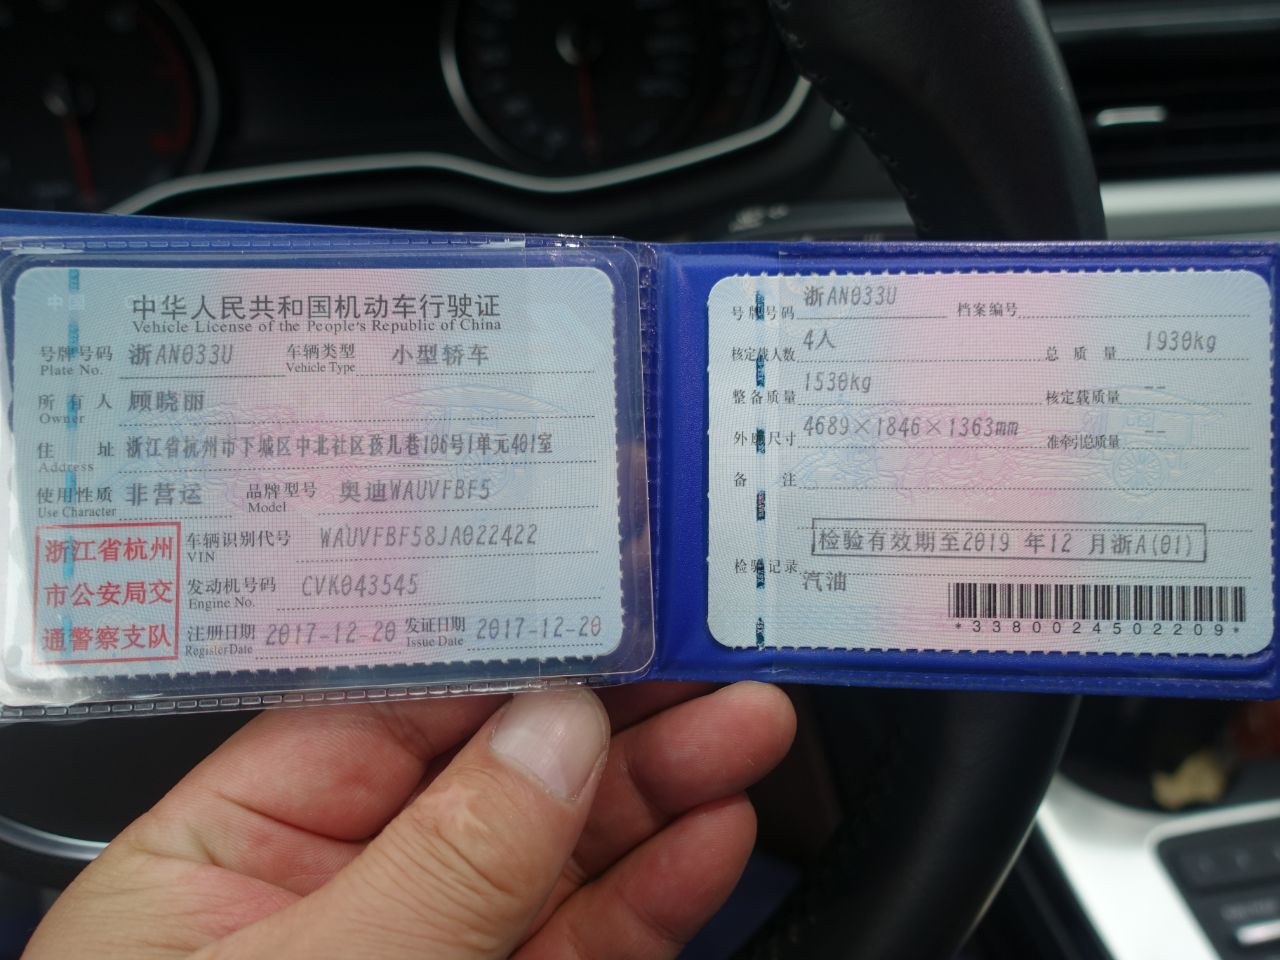 中华人民共和国机动车行驶证
Vehicle License of the People's Republic of China
号牌号码 浙AN033U 车辆类型 小型轿车
Plate No. Vehicle Type
所有人 顾晓丽
Owner
住址 浙江省杭州市下城区中北社区孩儿巷106号1单元401室
Address
使用性质 非营运 品牌型号 奥迪WAUVFBF5
Use Character Model
浙江省杭州
市公安局交
通警察支队
车辆识别代号 WAUVFBF58JA022422
VIN
发动机号码 CVK043545
Engine No.
注册日期 2017-12-20 发证日期 2017-12-20
Register Date Issue Date
号牌号码 浙AN033U 档案编号
核定载人数 4人 总质量 1930kg
整备质量 1530kg 核定载质量 --
外廓尺寸 4689×1846×1363mm 准牵引总质量 --
备注
检验有效期至2019 年12 月浙A(01)
检验记录
汽油
*3380024502209*